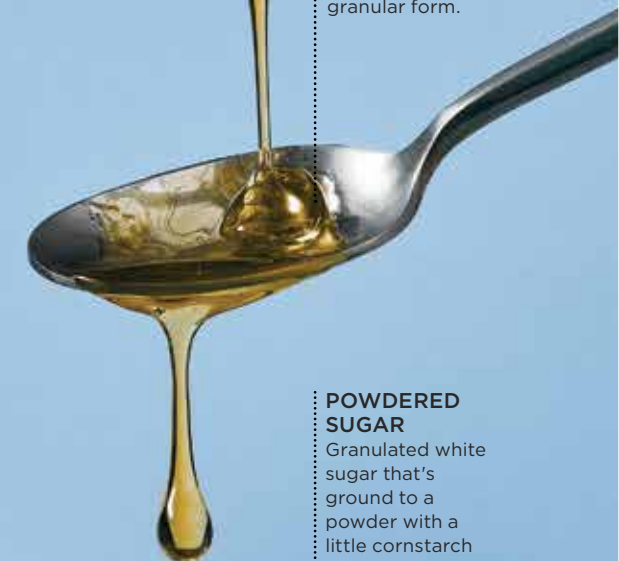 granular form.
POWDERED
SUGAR
Granulated white
sugar that's
ground to a
powder with a
little cornstarch